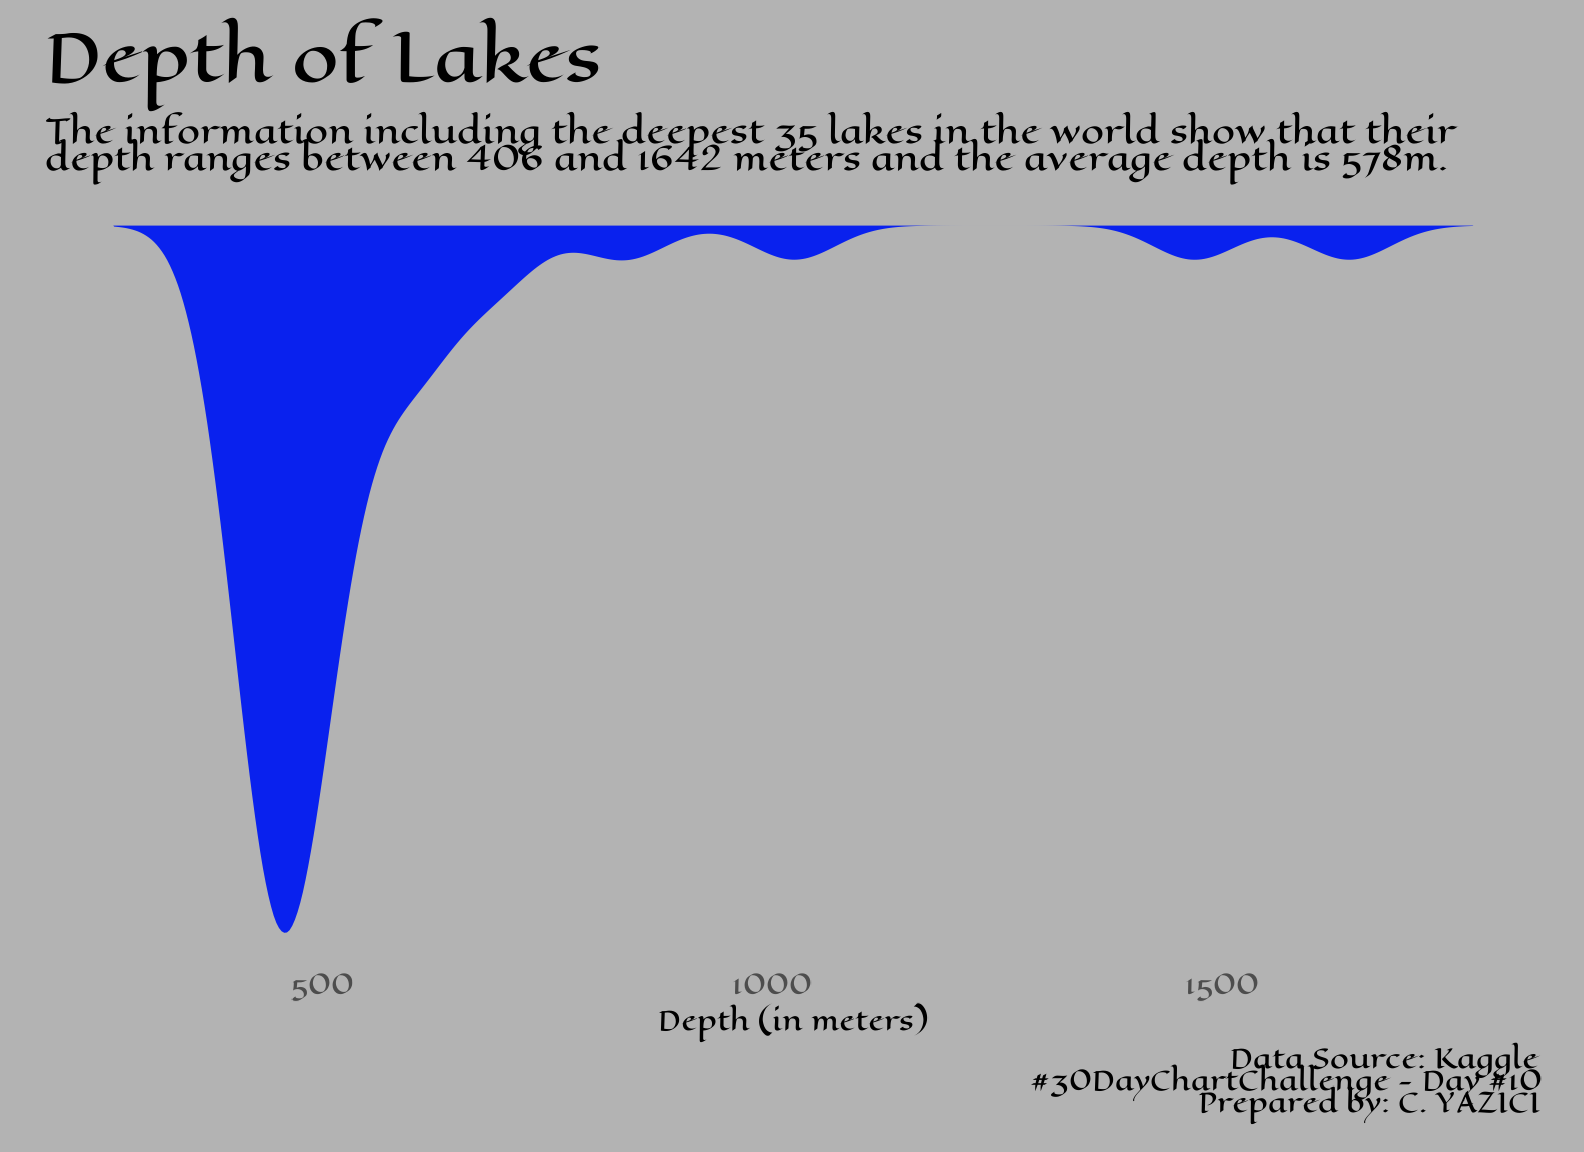 Depth of Lakes
The information including the deepest 35 lakes in the world show that their
depth ranges between 406 and 1642 meters and the average depth is 578m.
500 1000 1500
Depth (in meters)
Data Source: Kaggle
#30DayChartChallenge - Day #10
Prepared by: C. YAZICI